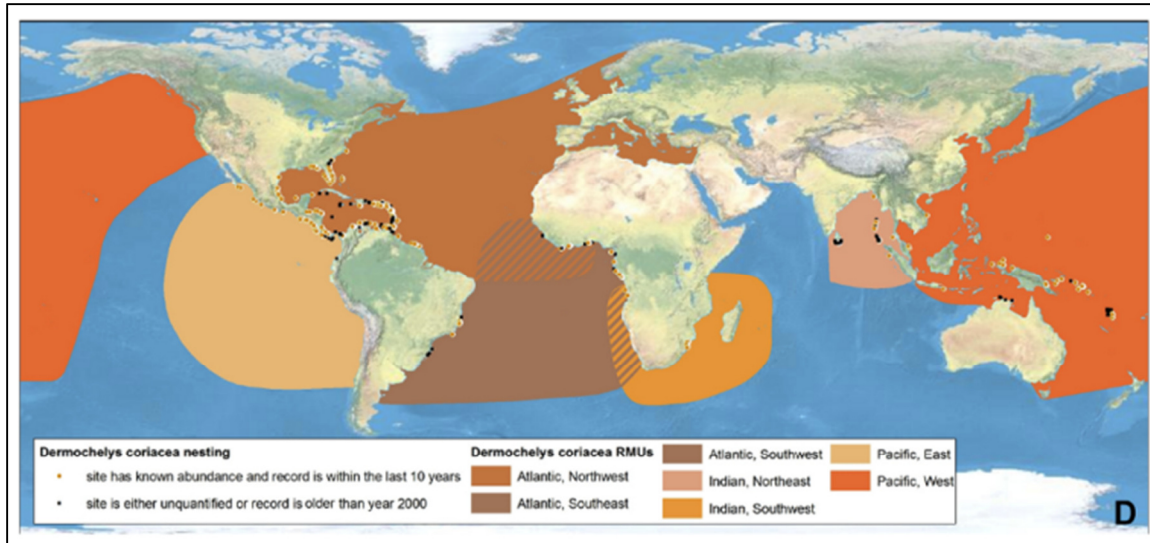 Dermochelys coriacea nesting
site has known abundance and record is within the last 10 years
site is either unquantified or record is older than year 2000
Dermochelys coriacea RMUs
Atlantic, Northwest
Atlantic, Southeast
Atlantic, Southwest
Indian, Northeast
Indian, Southwest
Pacific, East
Pacific, West
D